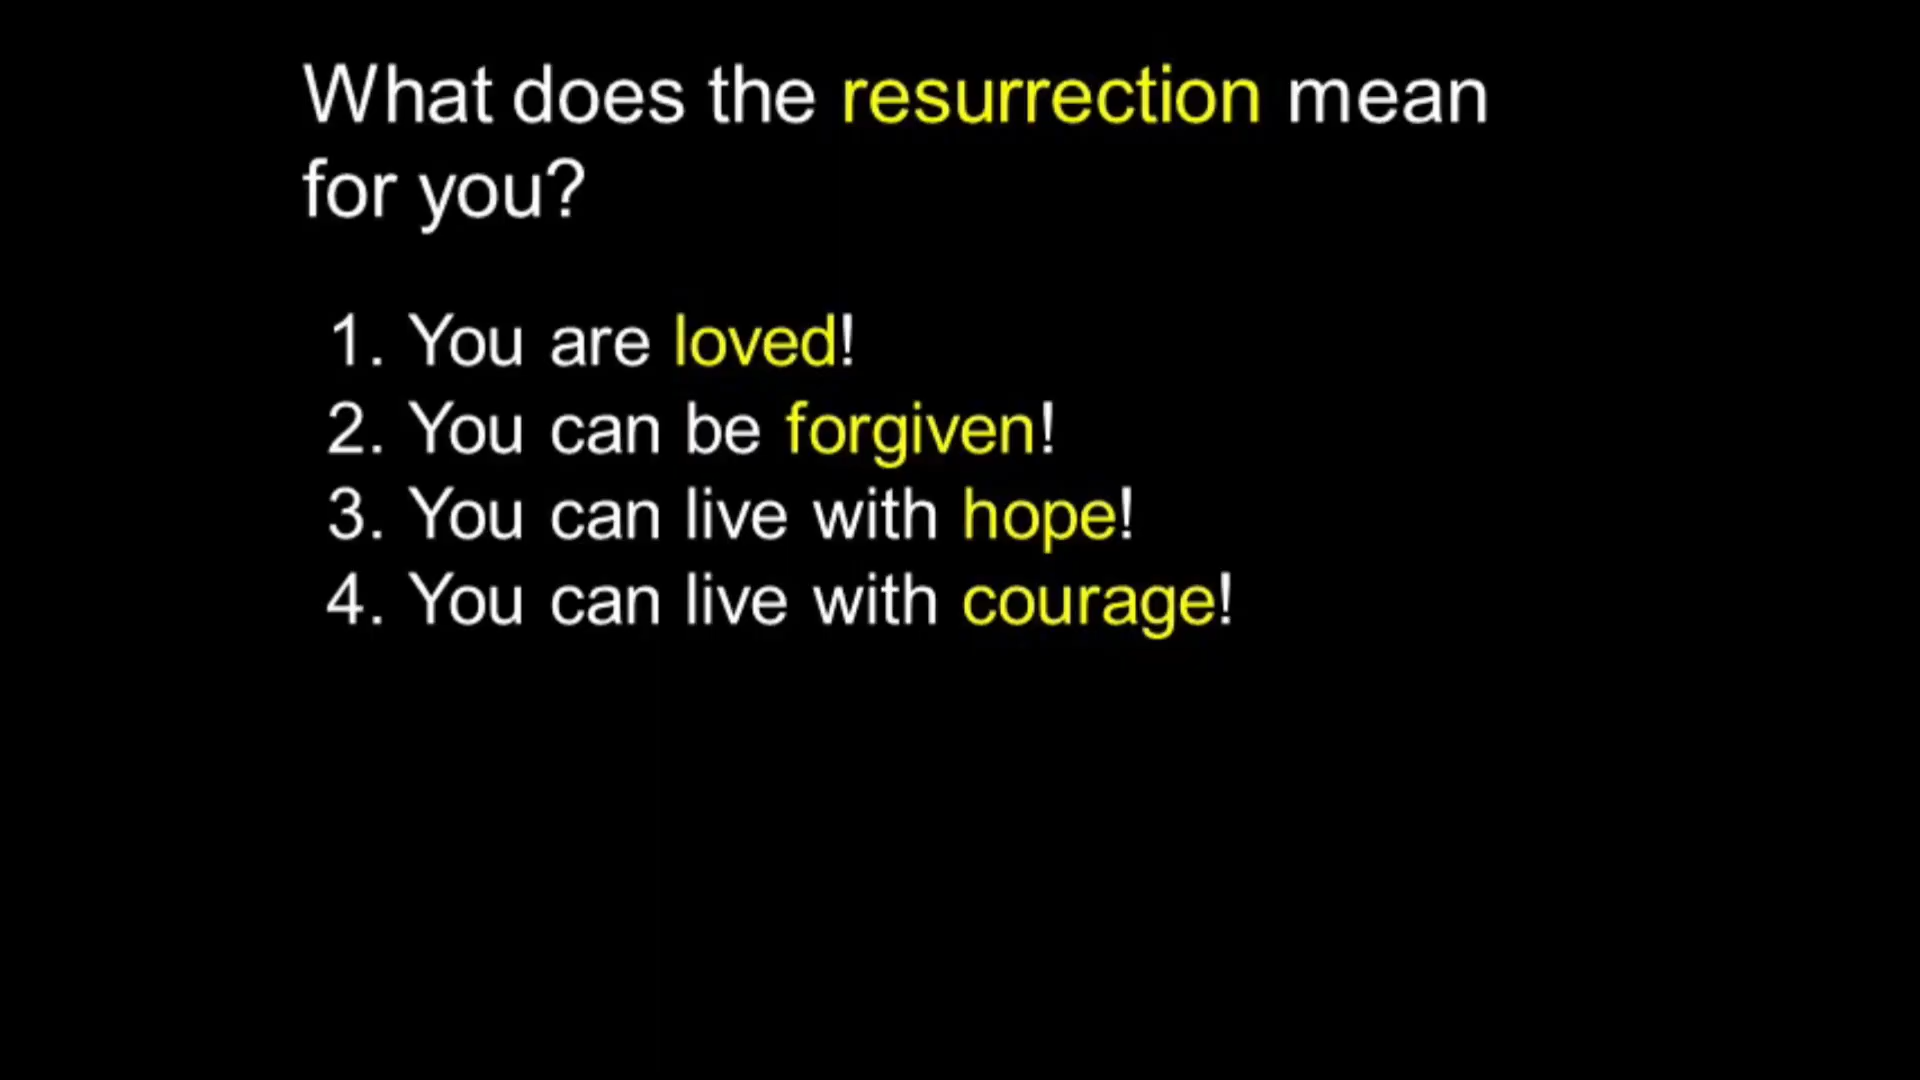 What does the resurrection mean
for you?
1. You are loved!
2. You can be forgiven!
3. You can live with hope!
4. You can live with courage!